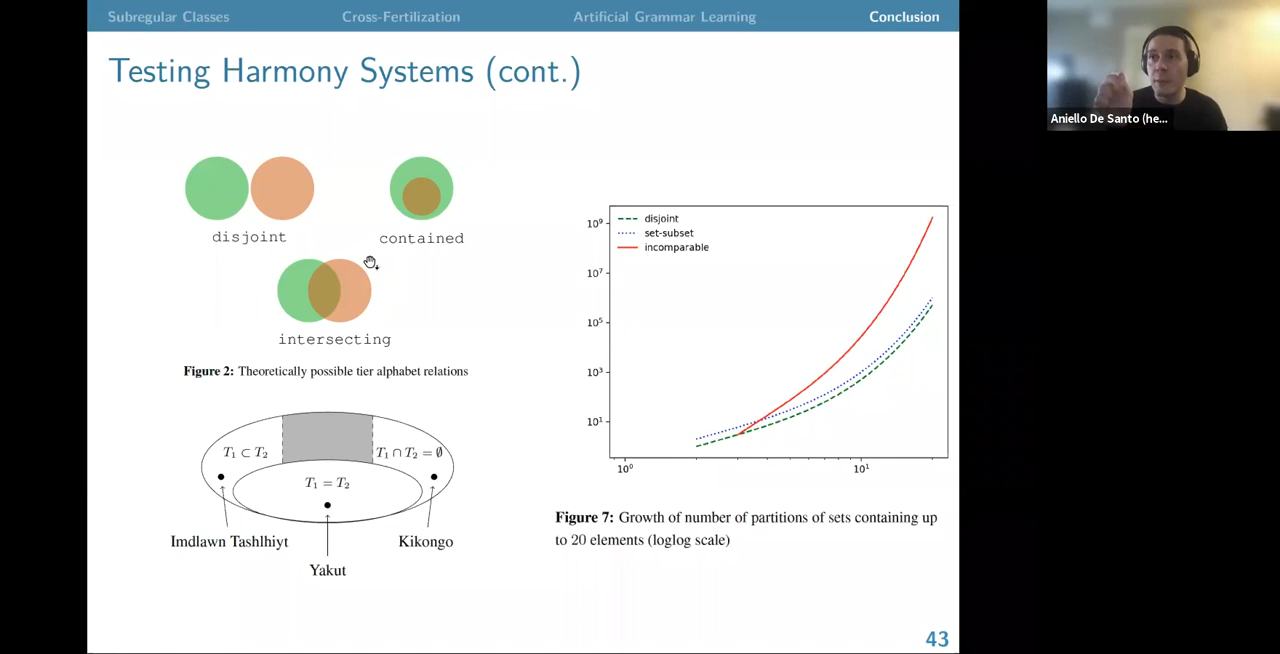 Subregular Classes Cross-Fertilization Artificial Grammar Learning Conclusion
Testing Harmony Systems (cont.)
Aniello De Santo (he...
disjoint
contained
intersecting
Figure 2: Theoretically possible tier alphabet relations
T₁ ⊂ T₂
T₁ ∩ T₂ = ∅
T₁ = T₂
Imdlawn Tashlhiyt
Kikongo
Yakut
disjoint
set-subset
incomparable
10⁹
10⁷
10⁵
10³
10¹
10⁰ 10¹
Figure 7: Growth of number of partitions of sets containing up
to 20 elements (loglog scale)
43